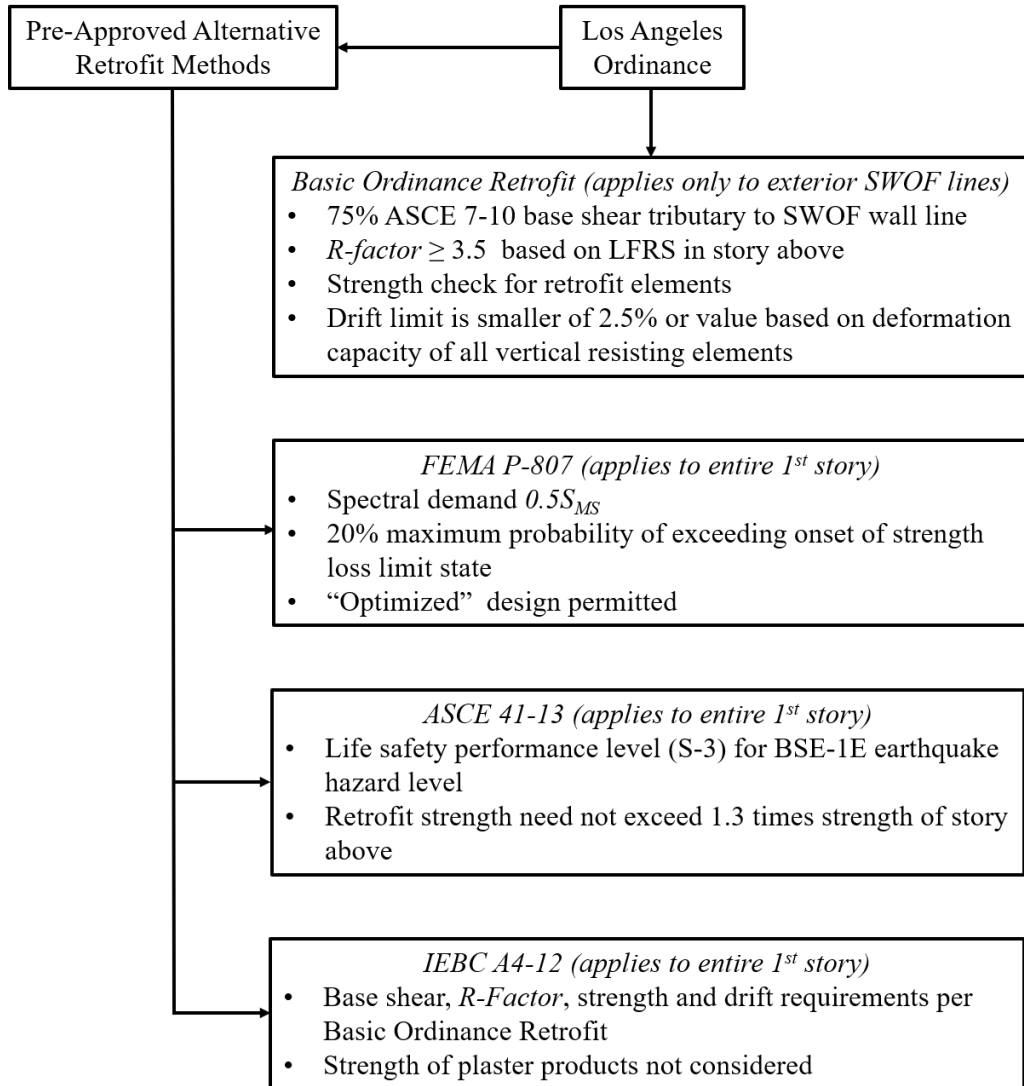 Pre-Approved Alternative
Retrofit Methods
Los Angeles
Ordinance
Basic Ordinance Retrofit (applies only to exterior SWOF lines)
• 75% ASCE 7-10 base shear tributary to SWOF wall line
• R-factor ≥ 3.5 based on LFRS in story above
• Strength check for retrofit elements
• Drift limit is smaller of 2.5% or value based on deformation
capacity of all vertical resisting elements
FEMA P-807 (applies to entire 1st story)
• Spectral demand 0.5SMS
• 20% maximum probability of exceeding onset of strength
loss limit state
• “Optimized” design permitted
ASCE 41-13 (applies to entire 1st story)
• Life safety performance level (S-3) for BSE-1E earthquake
hazard level
• Retrofit strength need not exceed 1.3 times strength of story
above
IEBC A4-12 (applies to entire 1st story)
• Base shear, R-Factor, strength and drift requirements per
Basic Ordinance Retrofit
• Strength of plaster products not considered